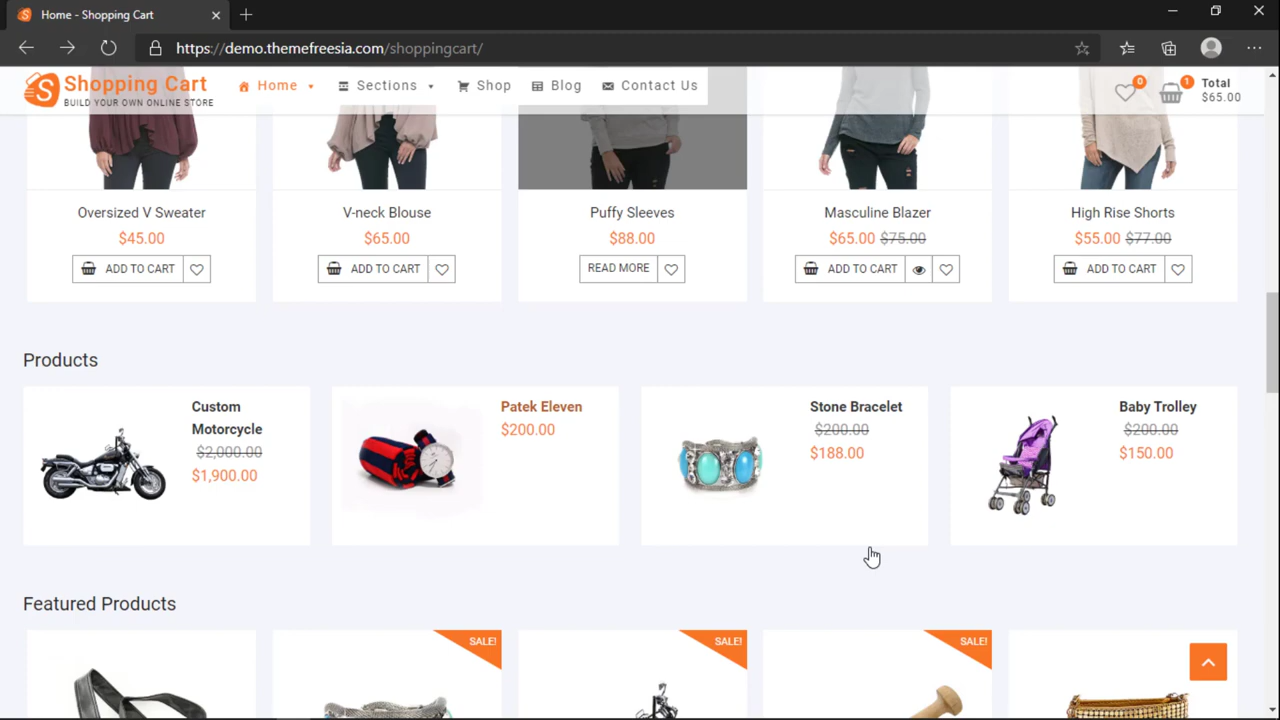 Home - Shopping Cart
https://demo.themefreesia.com/shoppingcart/
Shopping Cart
BUILD YOUR OWN ONLINE STORE
Home Sections Shop Blog Contact Us
0 1 Total
$65.00
Oversized V Sweater V-neck Blouse Puffy Sleeves Masculine Blazer High Rise Shorts
$45.00 $65.00 $88.00 $65.00 $75.00 $55.00 $77.00
ADD TO CART ADD TO CART READ MORE ADD TO CART ADD TO CART
Products
Custom
Motorcycle
$2,000.00
$1,900.00
Patek Eleven
$200.00
Stone Bracelet
$200.00
$188.00
Baby Trolley
$200.00
$150.00
Featured Products
SALE! SALE! SALE!